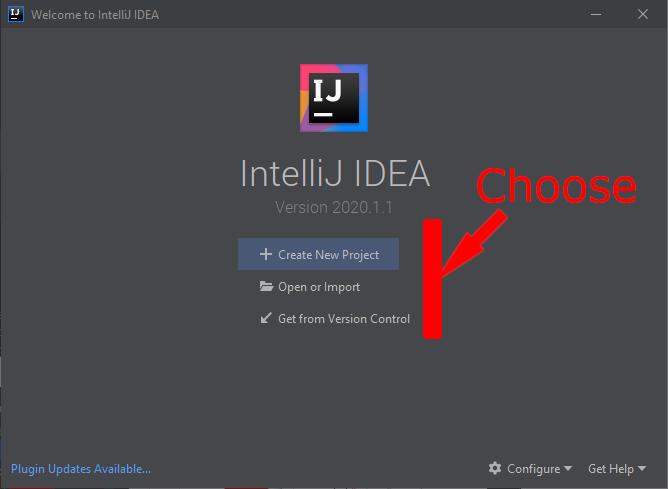 Welcome to IntelliJ IDEA
IJ
IntelliJ IDEA
Version 2020.1.1
Choose
Create New Project
Open or Import
Get from Version Control
Plugin Updates Available...
Configure
Get Help